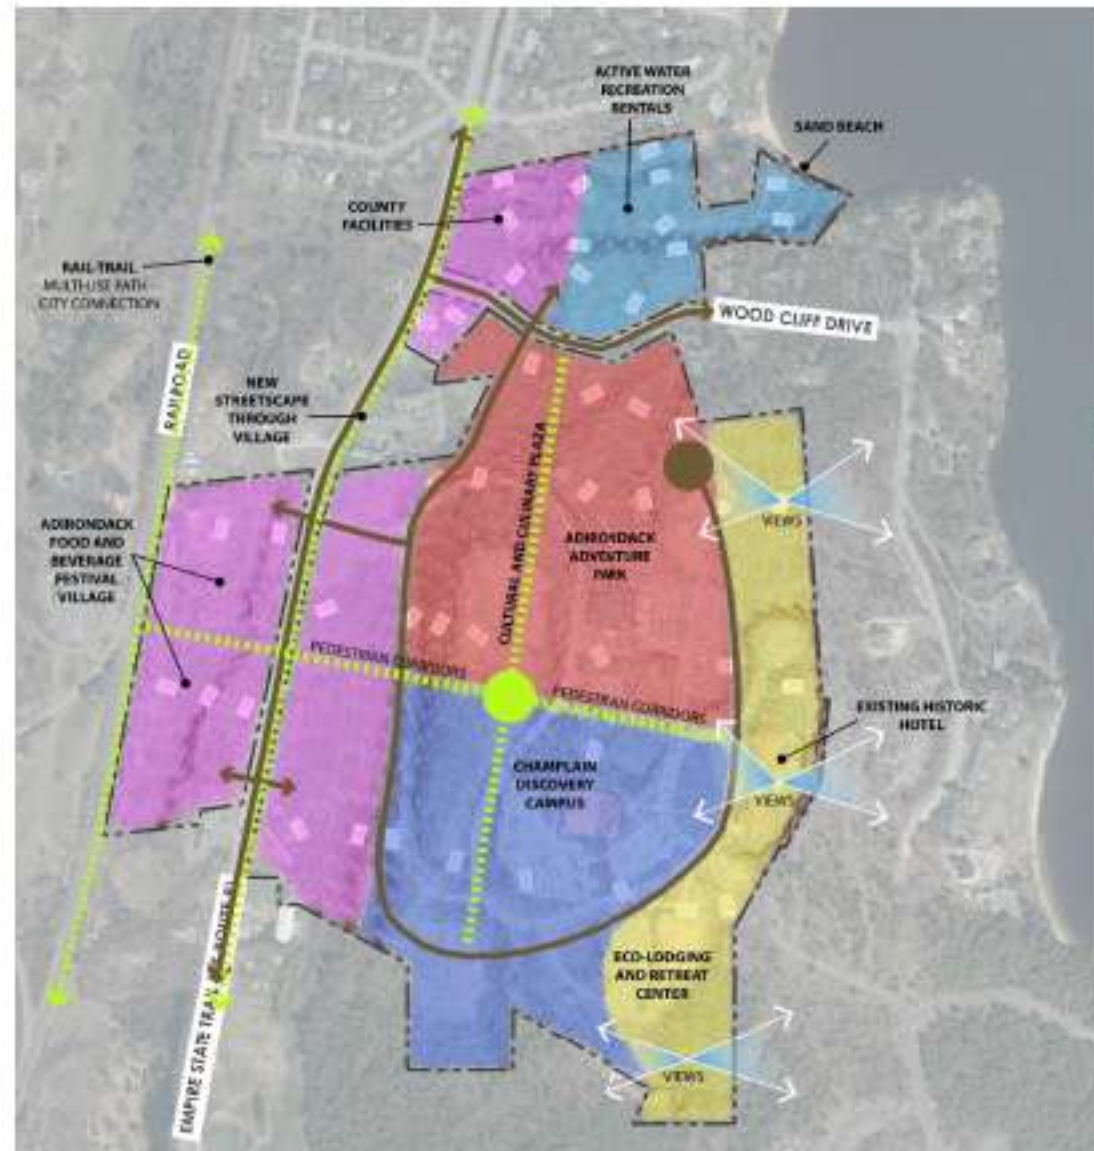 ACTIVE WATER
RECREATION
RENTALS
SAND BEACH
COUNTY
FACILITIES
RAIL-TRAIL
MULTI-USE PATH
CITY CONNECTION
WOOD CLIFF DRIVE
RAILROAD
NEW
STREETSCAPE
THROUGH
VILLAGE
CULTURAL AND CULINARY PLAZA
ADIRONDACK
FOOD AND
BEVERAGE
FESTIVAL
VILLAGE
VIEWS
ADIRONDACK
ADVENTURE
PARK
PEDESTRIAN CORRIDORS
PEDESTRIAN CORRIDORS
EXISTING HISTORIC
HOTEL
CHAMPLAIN
DISCOVERY
CAMPUS
VIEWS
EMPIRE STATE TRAIL
ECO-LODGING
AND RETREAT
CENTER
VIEWS